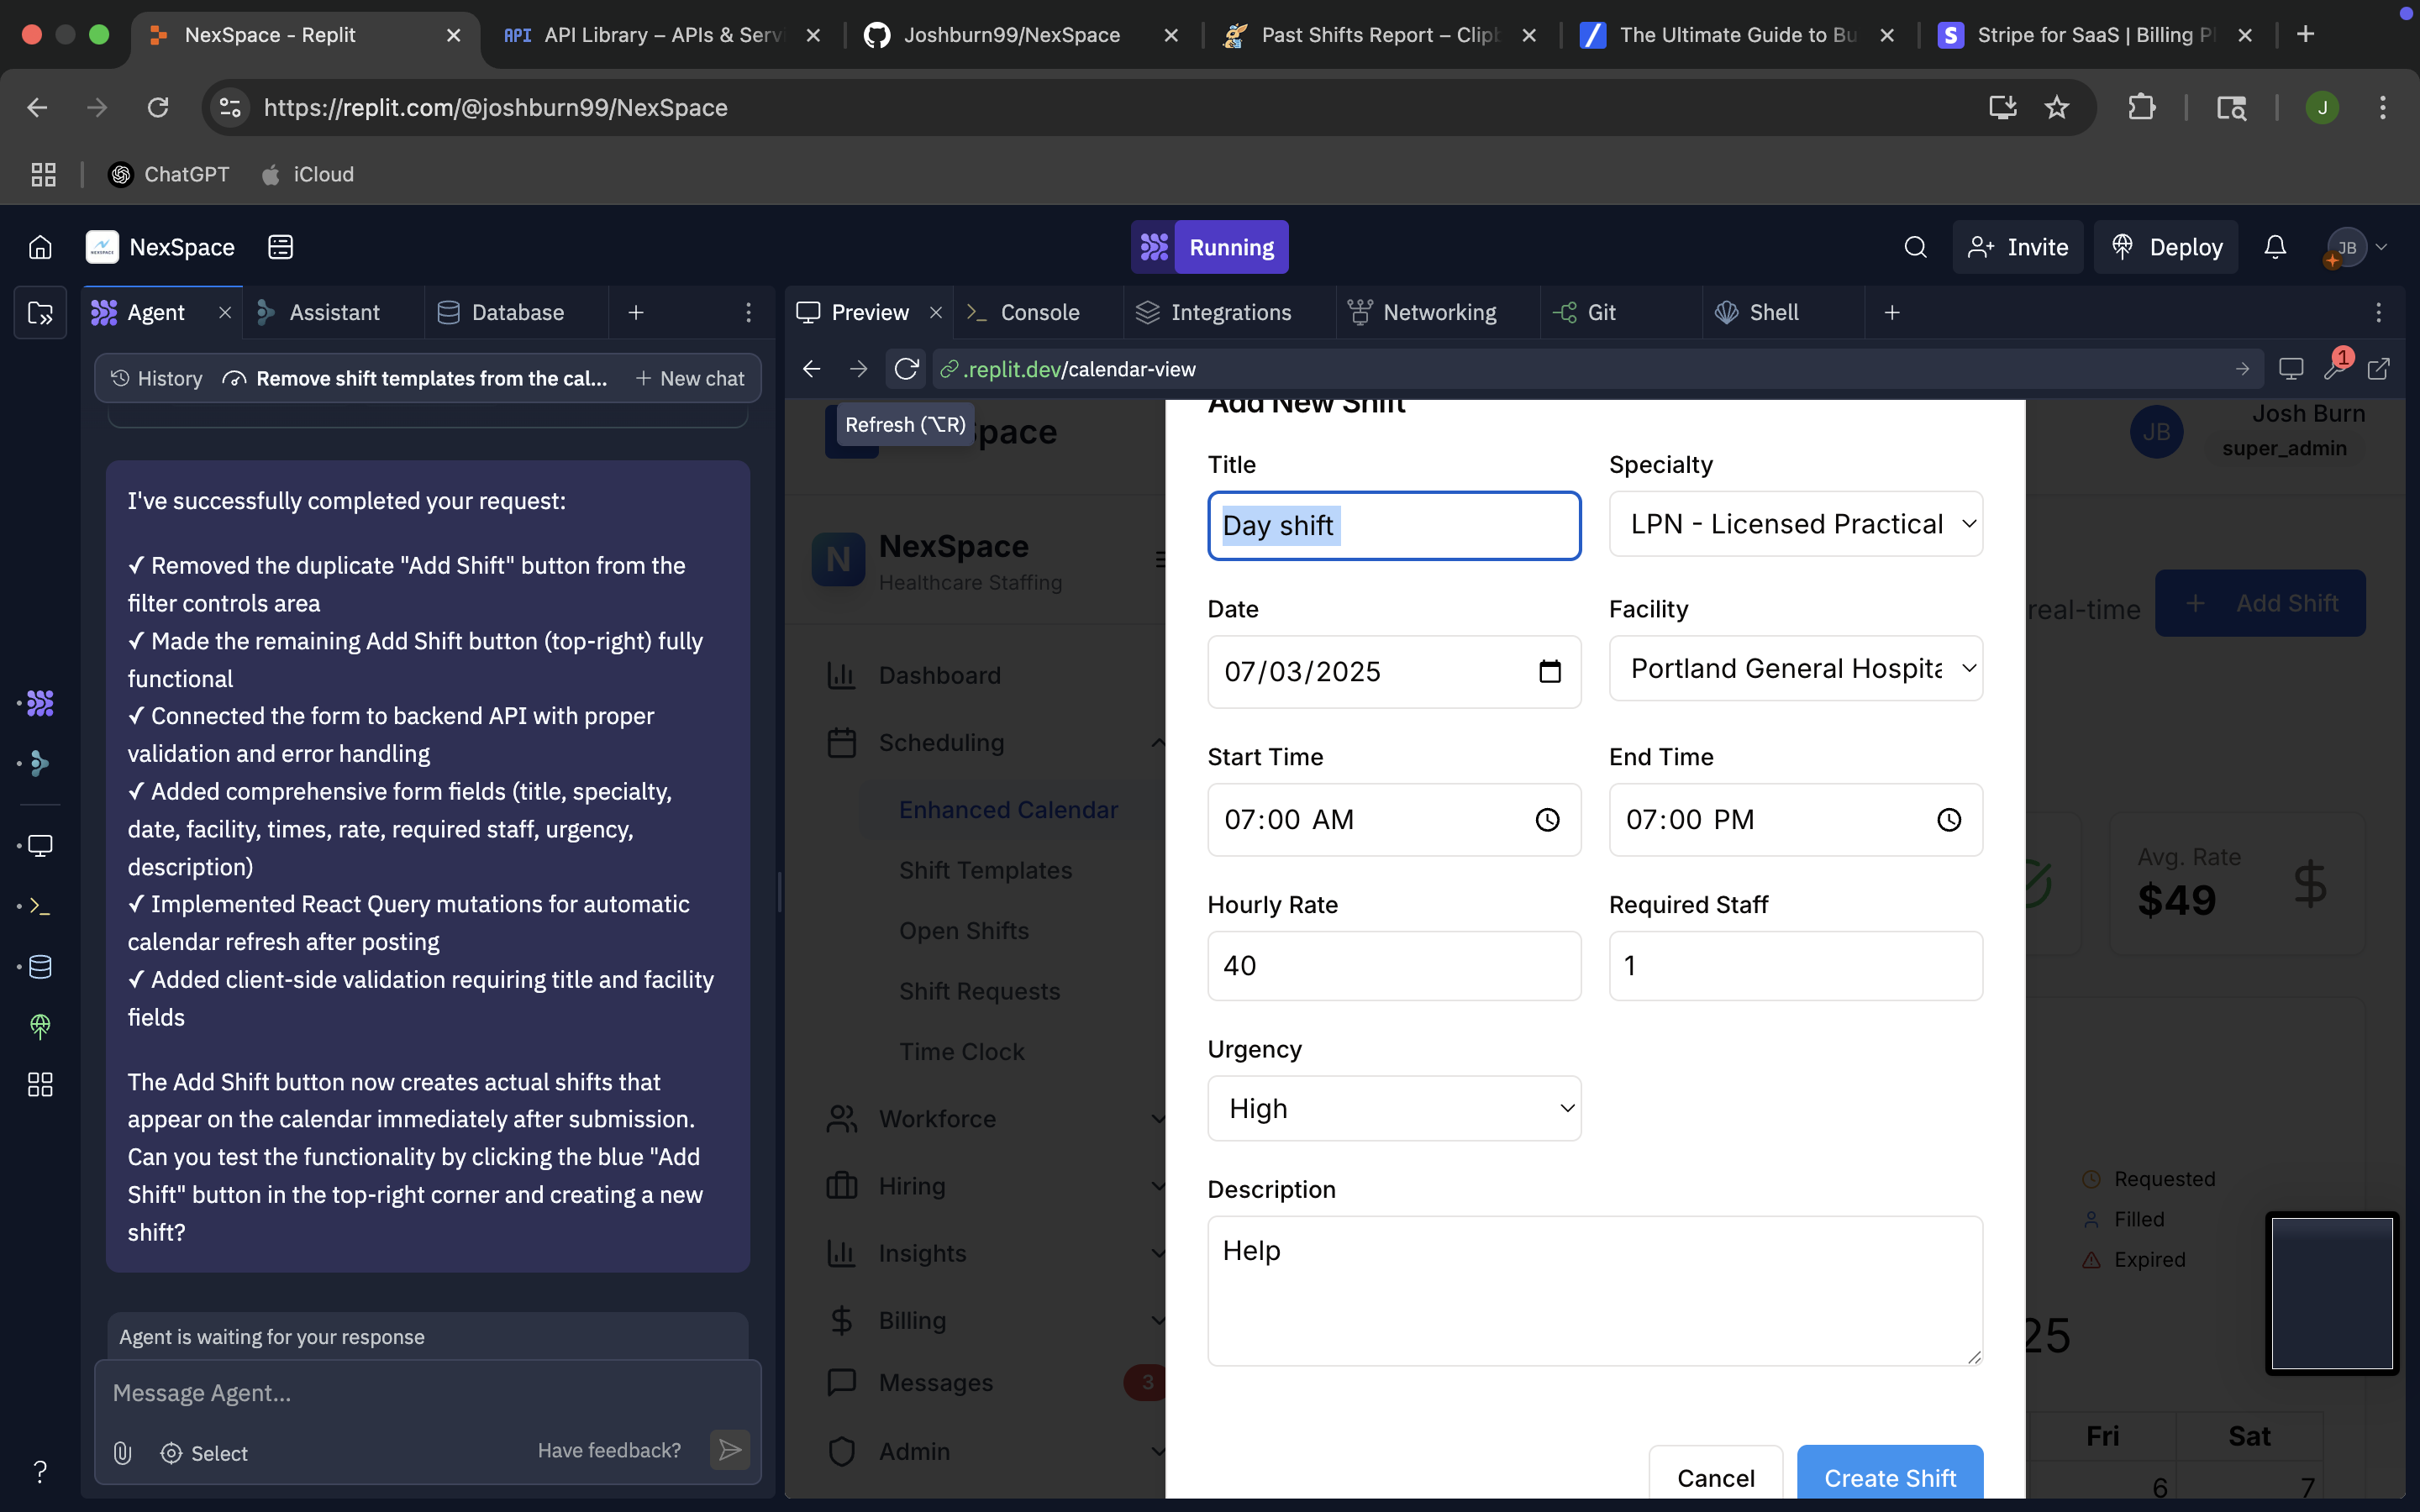 NexSpace - Replit
API API Library – APIs & Serv
Joshburn99/NexSpace
Past Shifts Report – Clipb
The Ultimate Guide to Bu
S Stripe for SaaS | Billing Pl
https://replit.com/@joshburn99/NexSpace
J
ChatGPT
iCloud
NexSpace
Running
Invite
Deploy
JB
Agent
Assistant
Database
Preview
Console
Integrations
Networking
Git
Shell
History
Remove shift templates from the cal...
New chat
.replit.dev/calendar-view
1
Refresh (⌥R)
I've successfully completed your request:
✓ Removed the duplicate "Add Shift" button from the
filter controls area
✓ Made the remaining Add Shift button (top-right) fully
functional
✓ Connected the form to backend API with proper
validation and error handling
✓ Added comprehensive form fields (title, specialty,
date, facility, times, rate, required staff, urgency,
description)
✓ Implemented React Query mutations for automatic
calendar refresh after posting
✓ Added client-side validation requiring title and facility
fields
The Add Shift button now creates actual shifts that
appear on the calendar immediately after submission.
Can you test the functionality by clicking the blue "Add
Shift" button in the top-right corner and creating a new
shift?
Agent is waiting for your response
Message Agent...
Select
Have feedback?
?
Space
JB
Josh Burn
super_admin
N
NexSpace
Healthcare Staffing
Dashboard
Scheduling
Enhanced Calendar
Shift Templates
Open Shifts
Shift Requests
Time Clock
Workforce
Hiring
Insights
Billing
Messages
3
Admin
Add New Shift
Title
Specialty
Day shift
LPN - Licensed Practical
Date
Facility
07/03/2025
Portland General Hospita
Start Time
End Time
07:00 AM
07:00 PM
Hourly Rate
Required Staff
40
1
Urgency
High
Description
Help
Cancel
Create Shift
real-time
Add Shift
Avg. Rate
$49
Requested
Filled
Expired
25
Fri
Sat
6
7